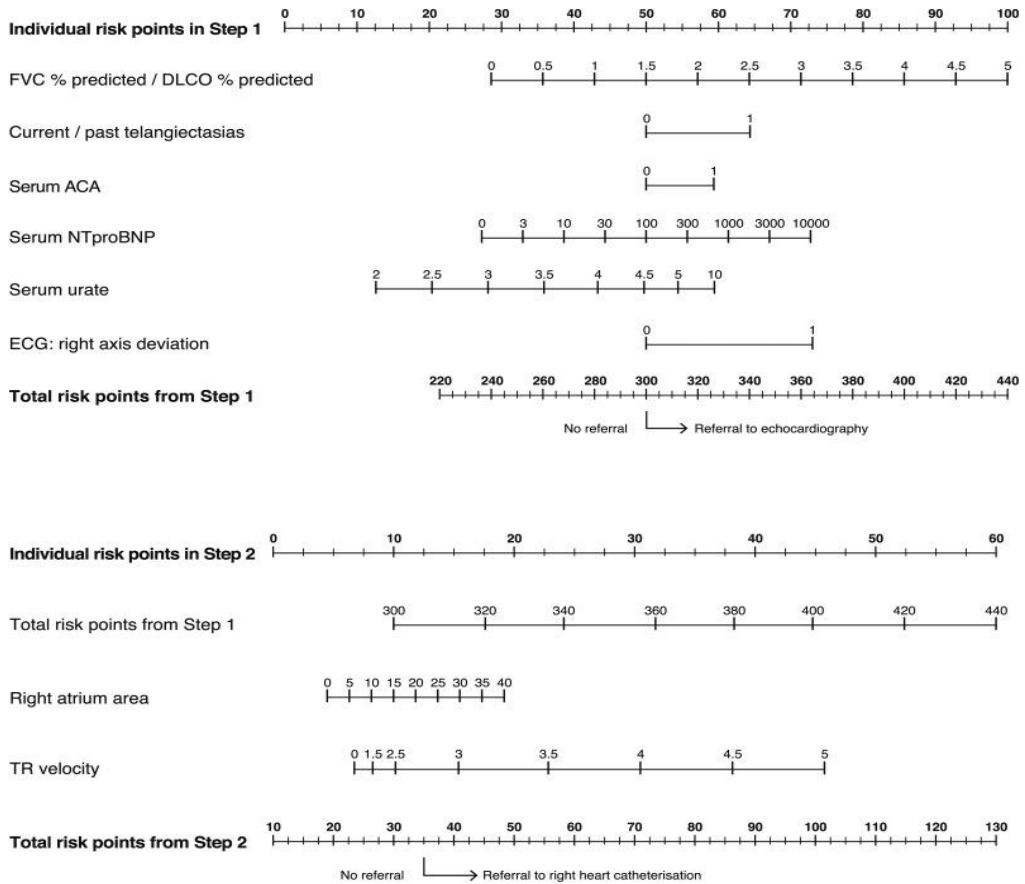 0 10 20 30 40 50 60 70 80 90 100
Individual risk points in Step 1
0 0.5 1 1.5 2 2.5 3 3.5 4 4.5 5
FVC % predicted / DLCO % predicted
0 1
Current / past telangiectasias
0 1
Serum ACA
0 3 10 30 100 300 1000 3000 10000
Serum NTproBNP
2 2.5 3 3.5 4 4.5 5 10
Serum urate
0 1
ECG: right axis deviation
220 240 260 280 300 320 340 360 380 400 420 440
Total risk points from Step 1
No referral Referral to echocardiography
0 10 20 30 40 50 60
Individual risk points in Step 2
300 320 340 360 380 400 420 440
Total risk points from Step 1
0 5 10 15 20 25 30 35 40
Right atrium area
0 1.5 2.5 3 3.5 4 4.5 5
TR velocity
10 20 30 40 50 60 70 80 90 100 110 120 130
Total risk points from Step 2
No referral Referral to right heart catheterisation